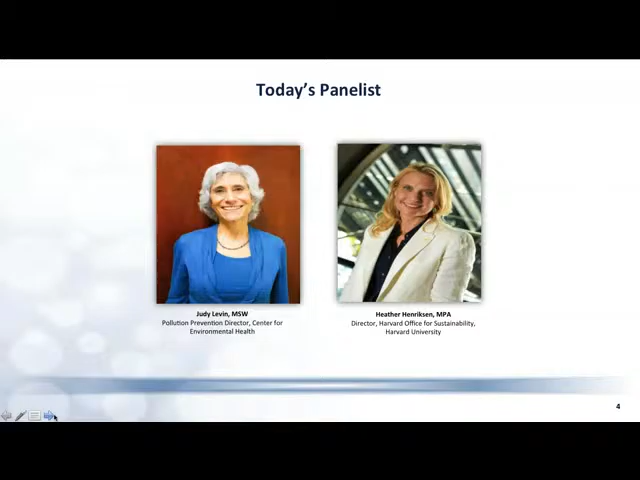 Today's Panelist
Judy Levin, MSW
Pollution Prevention Director, Center for
Environmental Health
Heather Henriksen, MPA
Director, Harvard Office for Sustainability,
Harvard University
4